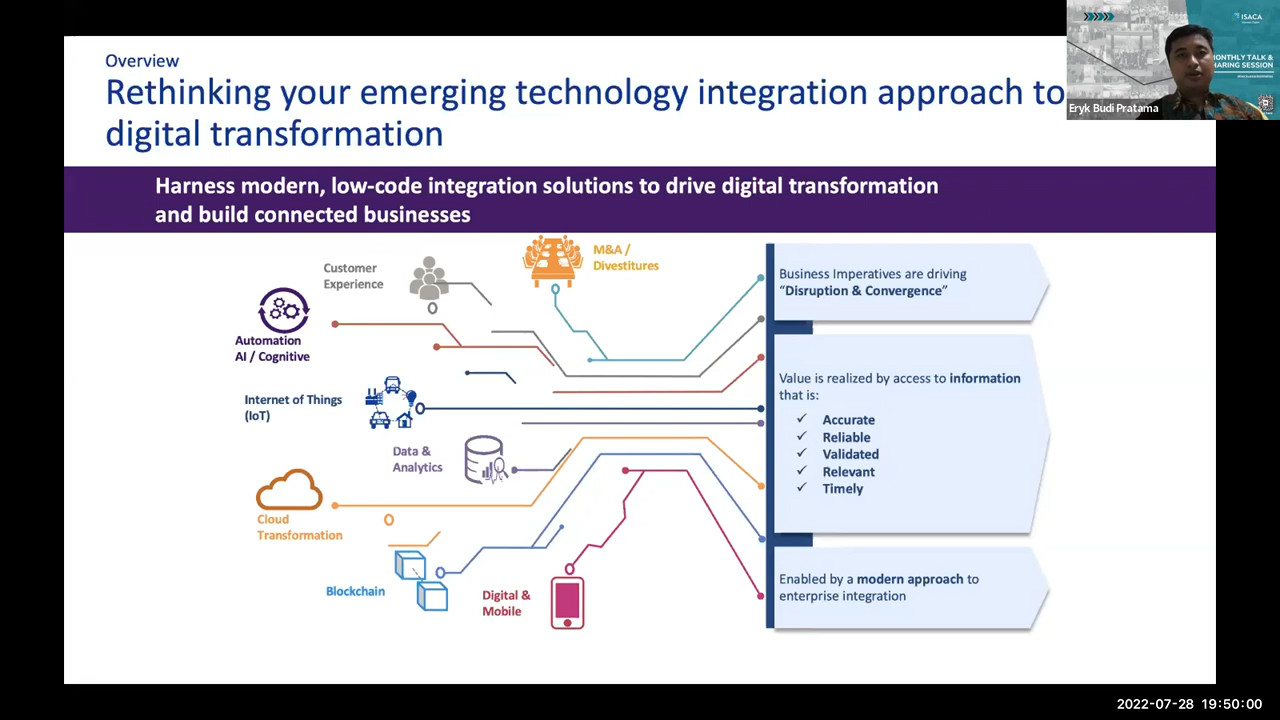 Overview
Rethinking your emerging technology integration approach to
digital transformation
Harness modern, low-code integration solutions to drive digital transformation
and build connected businesses
M&A /
Divestitures
Customer
Experience
Automation
AI / Cognitive
Internet of Things
(IoT)
Data &
Analytics
Cloud
Transformation
Blockchain
Digital &
Mobile
Business Imperatives are driving
“Disruption & Convergence”
Value is realized by access to information
that is:
✓ Accurate
✓ Reliable
✓ Validated
✓ Relevant
✓ Timely
Enabled by a modern approach to
enterprise integration
ISACA
MONTHLY TALK &
SHARING SESSION
Eryk Budi Pratama
2022-07-28 19:50:00